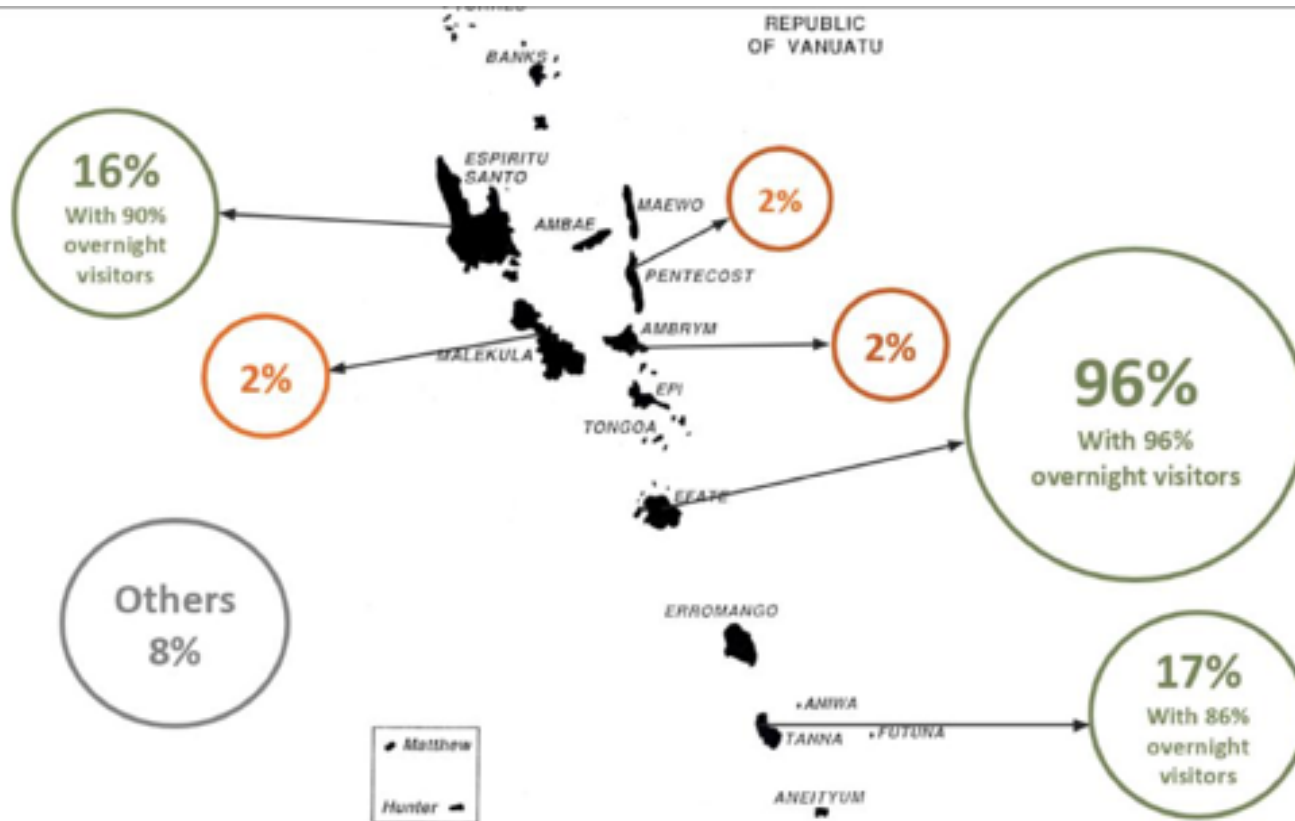 REPUBLIC
OF VANUATU
TORRES
BANKS
ESPIRITU
SANTO
16%
With 90%
overnight
visitors
AMBAE
MAEWO
2%
PENTECOST
AMBRYM
2%
MALEKULA
2%
EPI
TONGOA
96%
With 96%
overnight visitors
EFATE
Others
8%
ERROMANGO
17%
With 86%
overnight
visitors
ANIWA
TANNA
FUTUNA
Matthew
Hunter
ANEITYUM